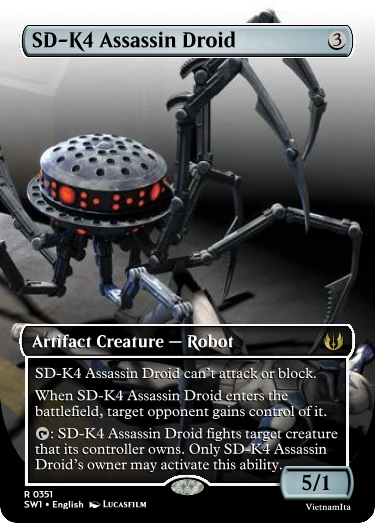 SD-K4 Assassin Droid 3
Artifact Creature — Robot
SD-K4 Assassin Droid can't attack or block.
When SD-K4 Assassin Droid enters the
battlefield, target opponent gains control of it.
: SD-K4 Assassin Droid fights target creature
that its controller owns. Only SD-K4 Assassin
Droid's owner may activate this ability.
5/1
R 0351
SW1 • English LUCASFILM
VietnamIta